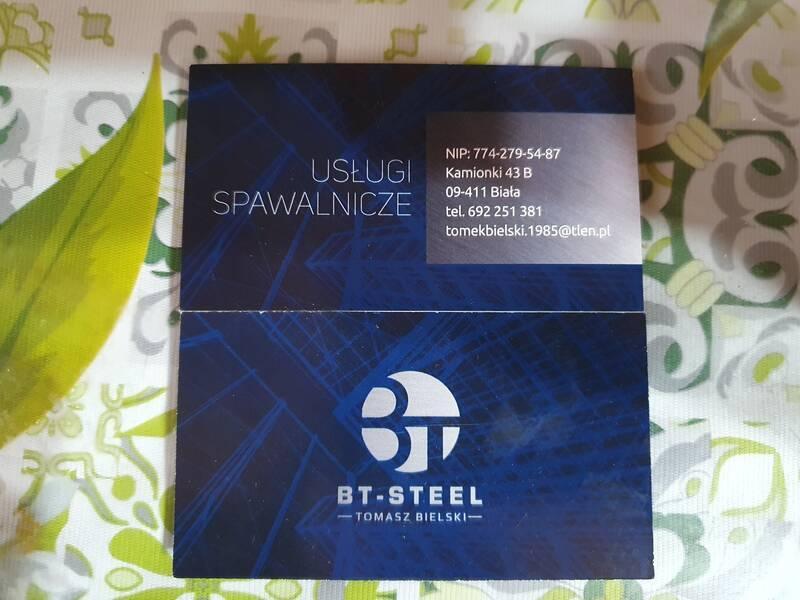 USŁUGI
SPAWALNICZE
NIP: 774-279-54-87
Kamionki 43 B
09-411 Biała
tel. 692 251 381
tomekbielski.1985@tlen.pl
BT
BT-STEEL
TOMASZ BIELSKI